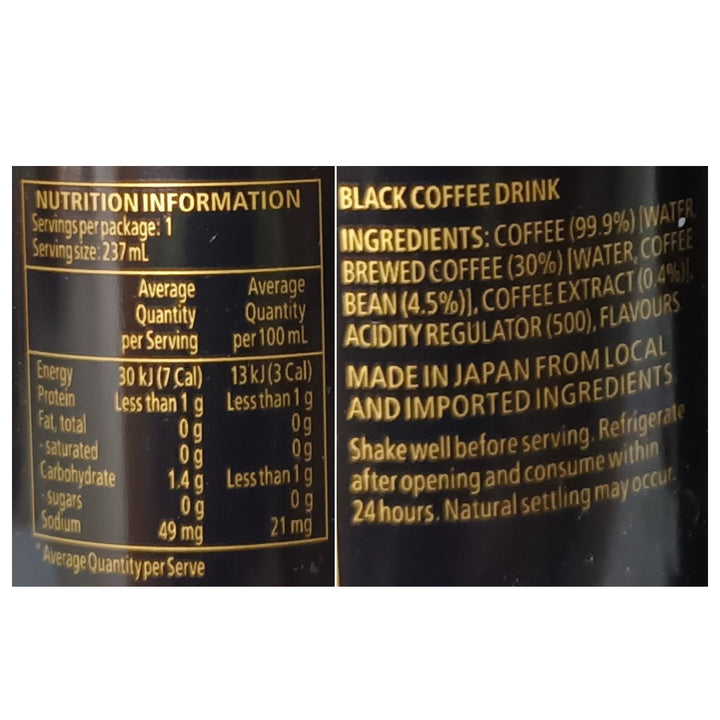 NUTRITION INFORMATION
Servings per package: 1
Serving size: 237 mL
Average Quantity per Serving
Average Quantity per 100 mL
Energy 30 kJ (7 Cal) 13 kJ (3 Cal)
Protein Less than 1 g Less than 1 g
Fat, total 0 g 0 g
- saturated 0 g 0 g
Carbohydrate 1.4 g Less than 1 g
- sugars 0 g 0 g
Sodium 49 mg 21 mg
* Average Quantity per Serve
BLACK COFFEE DRINK
INGREDIENTS: COFFEE (99.9%) [WATER,
BREWED COFFEE (30%) [WATER, COFFEE
BEAN (4.5%)], COFFEE EXTRACT (0.4%)],
ACIDITY REGULATOR (500), FLAVOURS
MADE IN JAPAN FROM LOCAL
AND IMPORTED INGREDIENTS
Shake well before serving. Refrigerate
after opening and consume within
24 hours. Natural settling may occur.